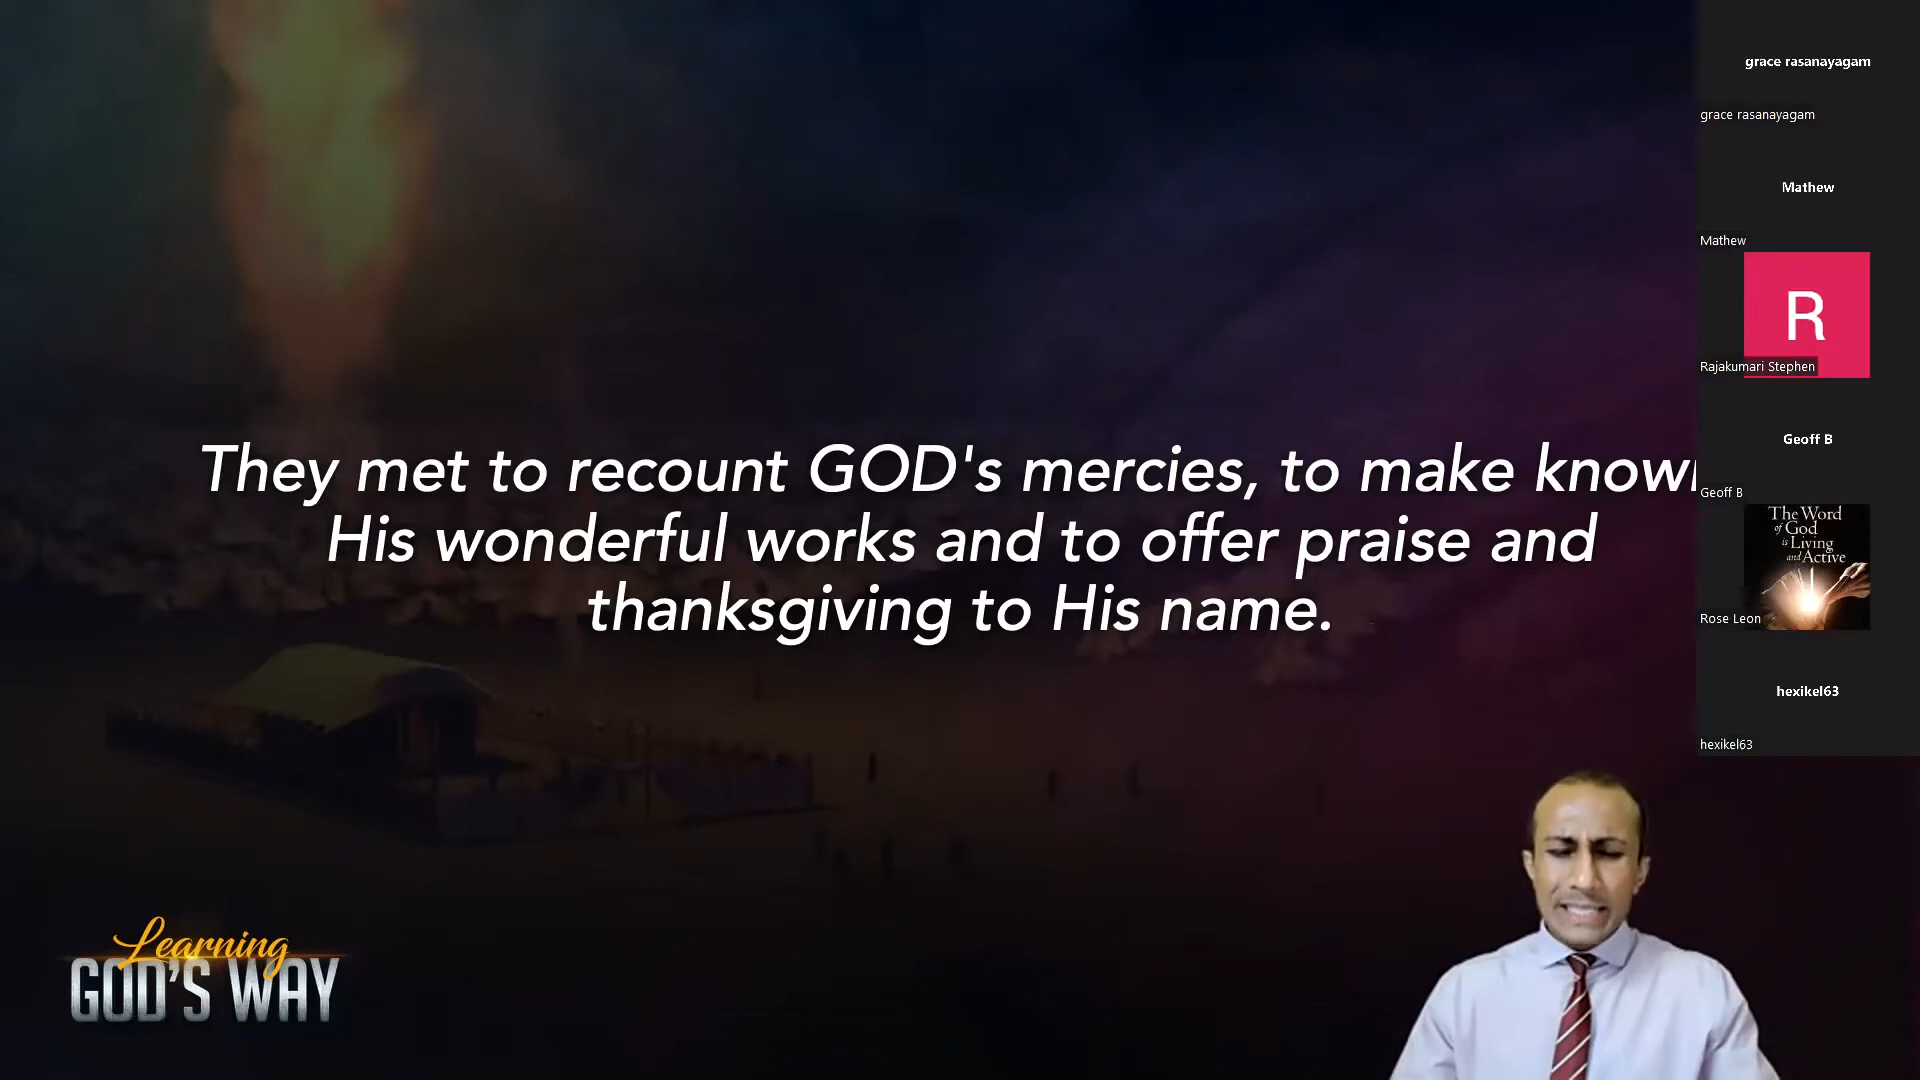 They met to recount GOD's mercies, to make know
His wonderful works and to offer praise and
thanksgiving to His name.
Learning
GOD'S WAY
grace rasanayagam
grace rasanayagam
Mathew
Mathew
R
Rajakumari Stephen
Geoff B
Geoff B
The Word
of God
is Living
and Active
Rose Leon
hexikel63
hexikel63